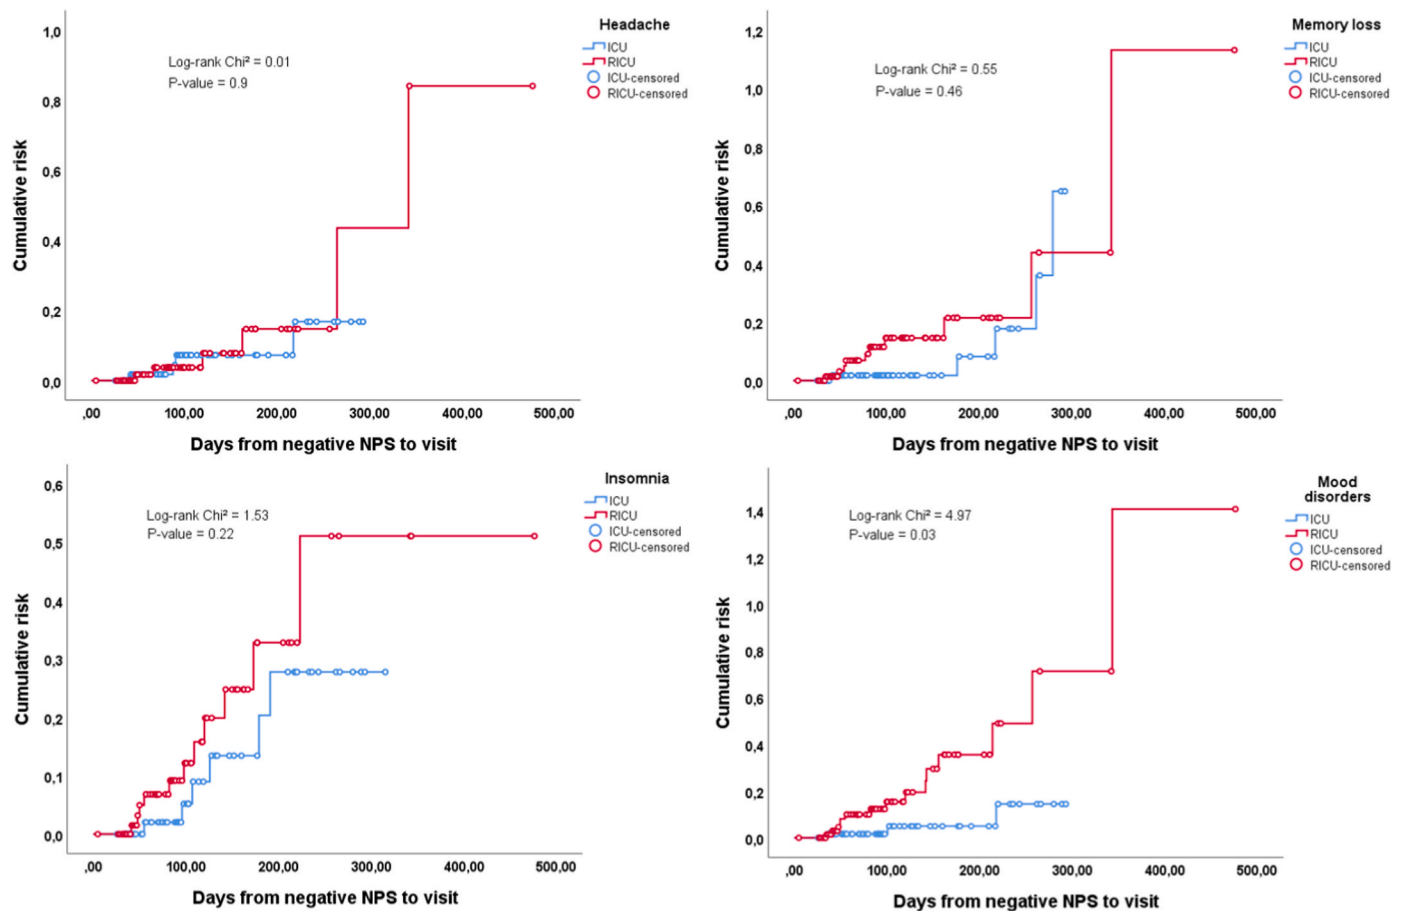 Headache
ICU
RICU
ICU-censored
RICU-censored
Log-rank Chi² = 0.01
P-value = 0.9
Cumulative risk
1,0
0,8
0,6
0,4
0,2
0,0
,00 100,00 200,00 300,00 400,00 500,00
Days from negative NPS to visit
Memory loss
ICU
RICU
ICU-censored
RICU-censored
Log-rank Chi² = 0.55
P-value = 0.46
Cumulative risk
1,2
1,0
0,8
0,6
0,4
0,2
0,0
,00 100,00 200,00 300,00 400,00 500,00
Days from negative NPS to visit
Insomnia
ICU
RICU
ICU-censored
RICU-censored
Log-rank Chi² = 1.53
P-value = 0.22
Cumulative risk
0,6
0,5
0,4
0,3
0,2
0,1
0,0
,00 100,00 200,00 300,00 400,00 500,00
Days from negative NPS to visit
Mood
disorders
ICU
RICU
ICU-censored
RICU-censored
Log-rank Chi² = 4.97
P-value = 0.03
Cumulative risk
1,4
1,2
1,0
0,8
0,6
0,4
0,2
0,0
,00 100,00 200,00 300,00 400,00 500,00
Days from negative NPS to visit